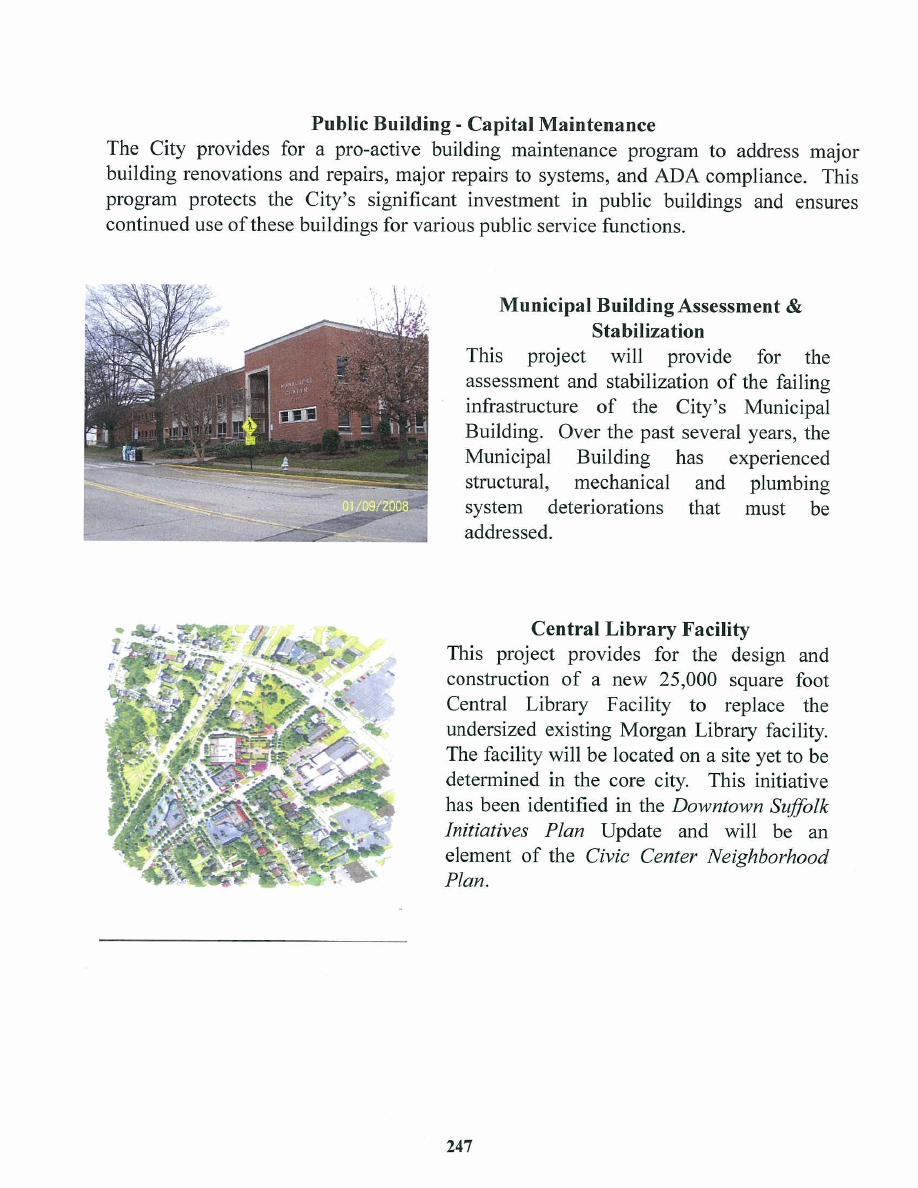 Public Building - Capital Maintenance
The City provides for a pro-active building maintenance program to address major
building renovations and repairs, major repairs to systems, and ADA compliance. This
program protects the City's significant investment in public buildings and ensures
continued use of these buildings for various public service functions.
MUNICIPAL
CENTER
01/09/2008
Municipal Building Assessment &
Stabilization
This project will provide for the
assessment and stabilization of the failing
infrastructure of the City's Municipal
Building. Over the past several years, the
Municipal Building has experienced
structural, mechanical and plumbing
system deteriorations that must be
addressed.
Central Library Facility
This project provides for the design and
construction of a new 25,000 square foot
Central Library Facility to replace the
undersized existing Morgan Library facility.
The facility will be located on a site yet to be
determined in the core city. This initiative
has been identified in the Downtown Suffolk
Initiatives Plan Update and will be an
element of the Civic Center Neighborhood
Plan.
247